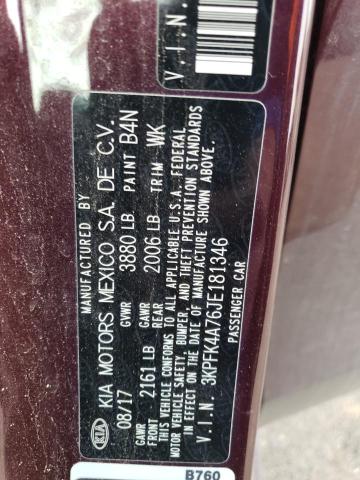 MANUFACTURED BY
KIA KIA MOTORS MEXICO S.A. DE C.V.
08/17 GVWR 3880 LB PAINT B4N
GAWR FRONT 2161 LB GAWR REAR 2006 LB TRIM WK
THIS VEHICLE CONFORMS TO ALL APPLICABLE U.S.A. FEDERAL
MOTOR VEHICLE SAFETY, BUMPER, AND THEFT PREVENTION STANDARDS
IN EFFECT ON THE DATE OF MANUFACTURE SHOWN ABOVE.
V.I.N. 3KPFK4A76JE181346
PASSENGER CAR
V.I.N.
B760